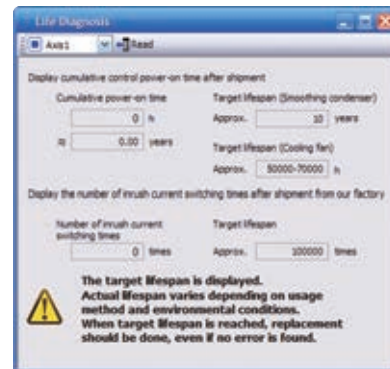 Life Diagnosis
Axis1 Read
Display cumulative control power-on time after shipment
Cumulative power-on time Target lifespan (Smoothing condenser)
0 h Approx. 10 years
≒ 0.00 years Target lifespan (Cooling fan)
Approx. 50000-70000 h
Display the number of inrush current switching times after shipment from our factory
Number of inrush current Target lifespan
switching times
0 times Approx. 100000 times
The target lifespan is displayed.
Actual lifespan varies depending on usage
method and environmental conditions.
When target lifespan is reached, replacement
should be done, even if no error is found.